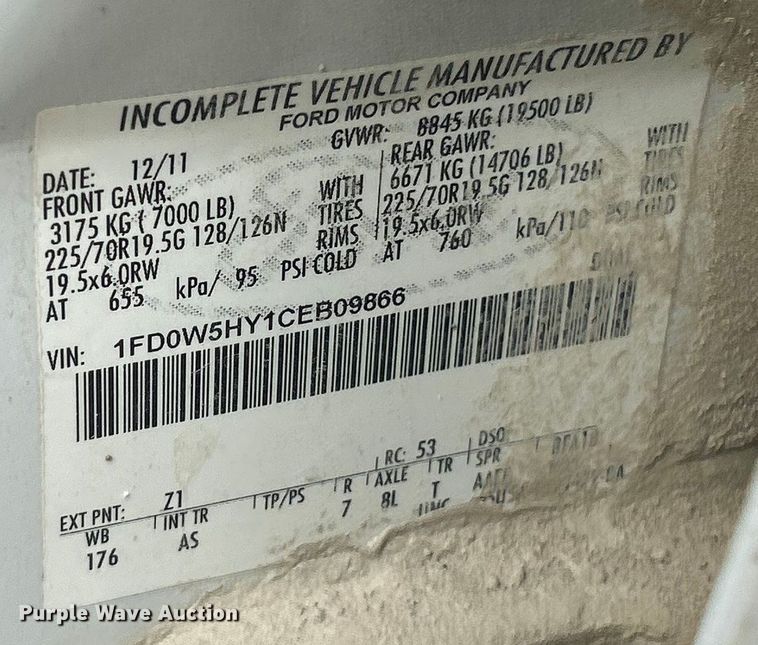 INCOMPLETE VEHICLE MANUFACTURED BY
FORD MOTOR COMPANY
DATE: 12/11 GVWR: 8845 KG (19500 LB)
FRONT GAWR: REAR GAWR:
3175 KG ( 7000 LB) WITH 6671 KG (14706 LB) WITH
225/70R19.5G 128/126N TIRES 225/70R19.5G 128/126N TIRES
19.5x6.0RW RIMS 19.5x6.0RW RIMS
AT 655 kPa/ 95 PSI COLD AT 760 kPa/110 PSI COLD
DUAL
VIN: 1FD0W5HY1CEB09866
EXT PNT: Z1 RC: 53 DSO
WB INT TR TP/PS R AXLE TR SPR
176 AS 7 8L T
Purple Wave Auction